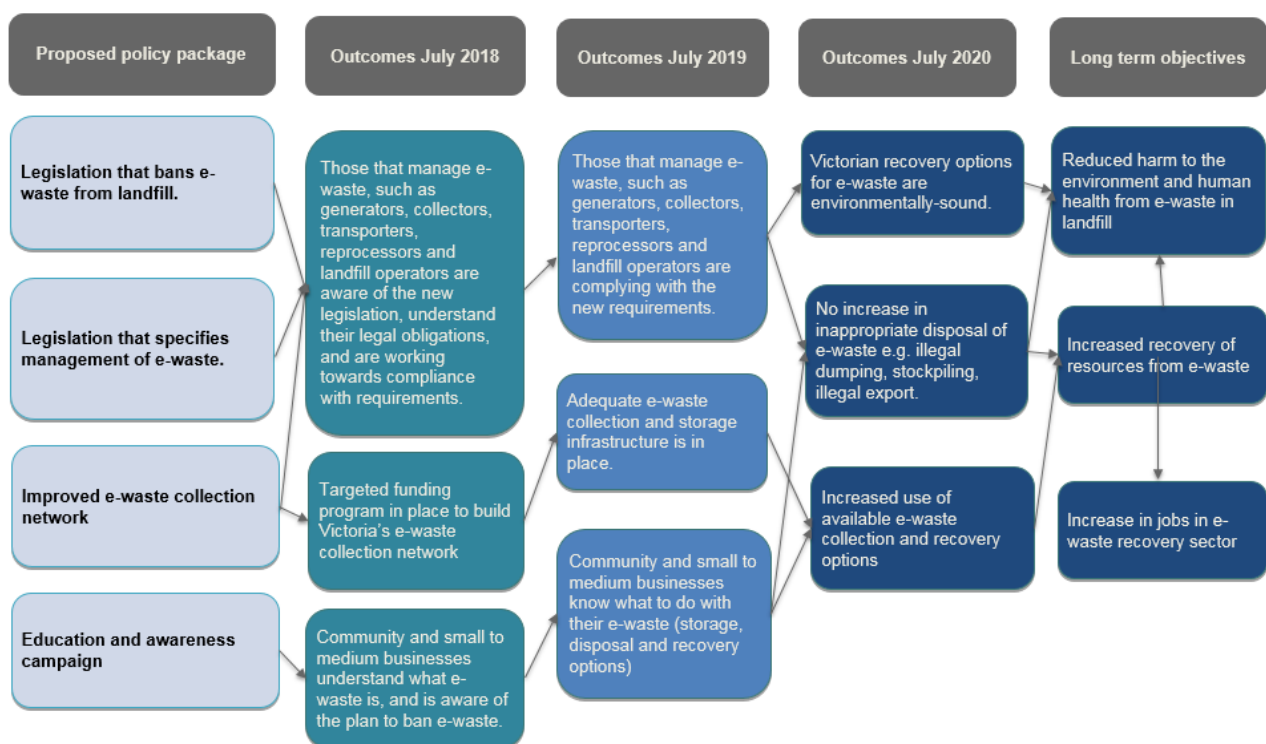 Proposed policy package
Outcomes July 2018
Outcomes July 2019
Outcomes July 2020
Long term objectives
Legislation that bans e-
waste from landfill.
Legislation that specifies
management of e-waste.
Improved e-waste collection
network
Education and awareness
campaign
Those that manage e-
waste, such as
generators, collectors,
transporters,
reprocessors and
landfill operators are
aware of the new
legislation, understand
their legal obligations,
and are working
towards compliance
with requirements.
Targeted funding
program in place to build
Victoria's e-waste
collection network
Community and small to
medium businesses
understand what e-
waste is, and is aware of
the plan to ban e-waste.
Those that manage e-
waste, such as
generators, collectors,
transporters,
reprocessors and
landfill operators are
complying with the
new requirements.
Adequate e-waste
collection and storage
infrastructure is in
place.
Community and small to
medium businesses
know what to do with
their e-waste (storage,
disposal and recovery
options)
Victorian recovery options
for e-waste are
environmentally-sound.
No increase in
inappropriate disposal of
e-waste e.g. illegal
dumping, stockpiling,
illegal export.
Increased use of
available e-waste
collection and recovery
options
Reduced harm to the
environment and human
health from e-waste in
landfill
Increased recovery of
resources from e-waste
Increase in jobs in e-
waste recovery sector